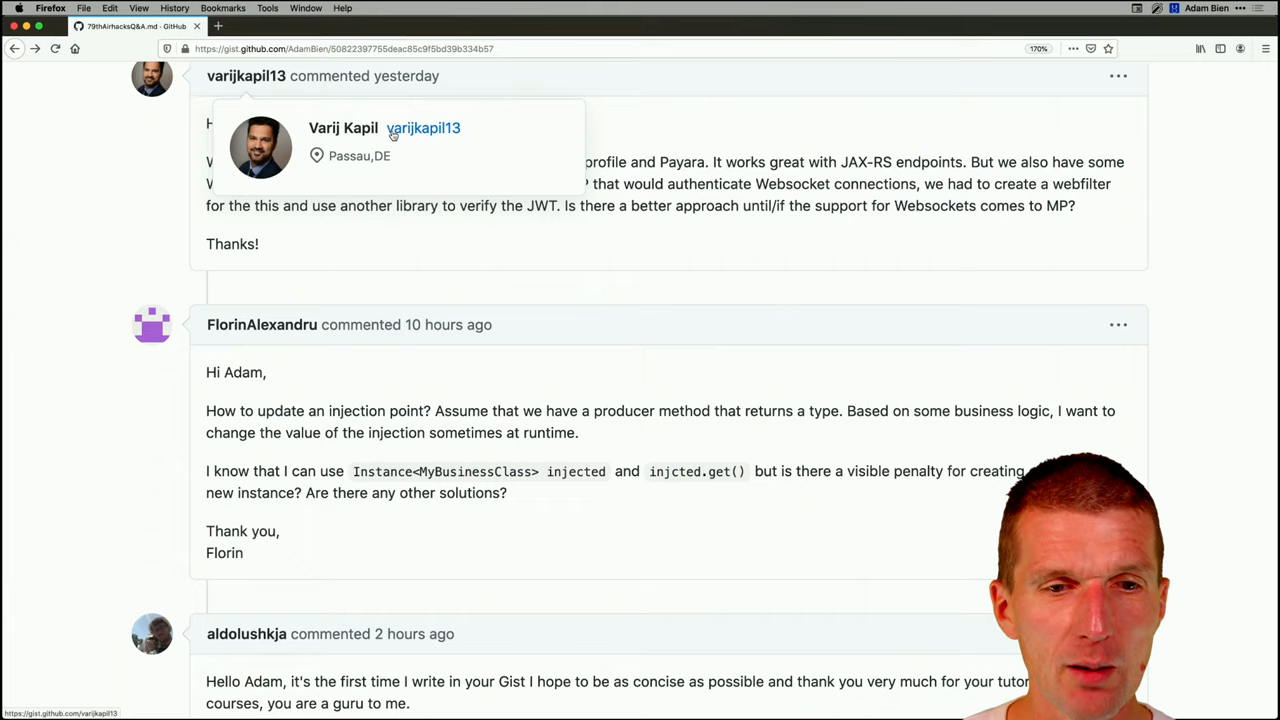 Firefox File Edit View History Bookmarks Tools Window Help Adam Bien
79thAirhacksQ&A.md · GitHub
https://gist.github.com/AdamBien/50822397755deac85c9f5bd39b334b57 170%
varijkapil13 commented yesterday
H
Varij Kapil varijkapil13
Passau,DE
W profile and Payara. It works great with JAX-RS endpoints. But we also have some
W P that would authenticate Websocket connections, we had to create a webfilter
for the this and use another library to verify the JWT. Is there a better approach until/if the support for Websockets comes to MP?
Thanks!
FlorinAlexandru commented 10 hours ago
Hi Adam,
How to update an injection point? Assume that we have a producer method that returns a type. Based on some business logic, I want to
change the value of the injection sometimes at runtime.
I know that I can use Instance<MyBusinessClass> injected and injcted.get() but is there a visible penalty for creating
new instance? Are there any other solutions?
Thank you,
Florin
aldolushkja commented 2 hours ago
Hello Adam, it's the first time I write in your Gist I hope to be as concise as possible and thank you very much for your
courses, you are a guru to me.
https://gist.github.com/varijkapil13